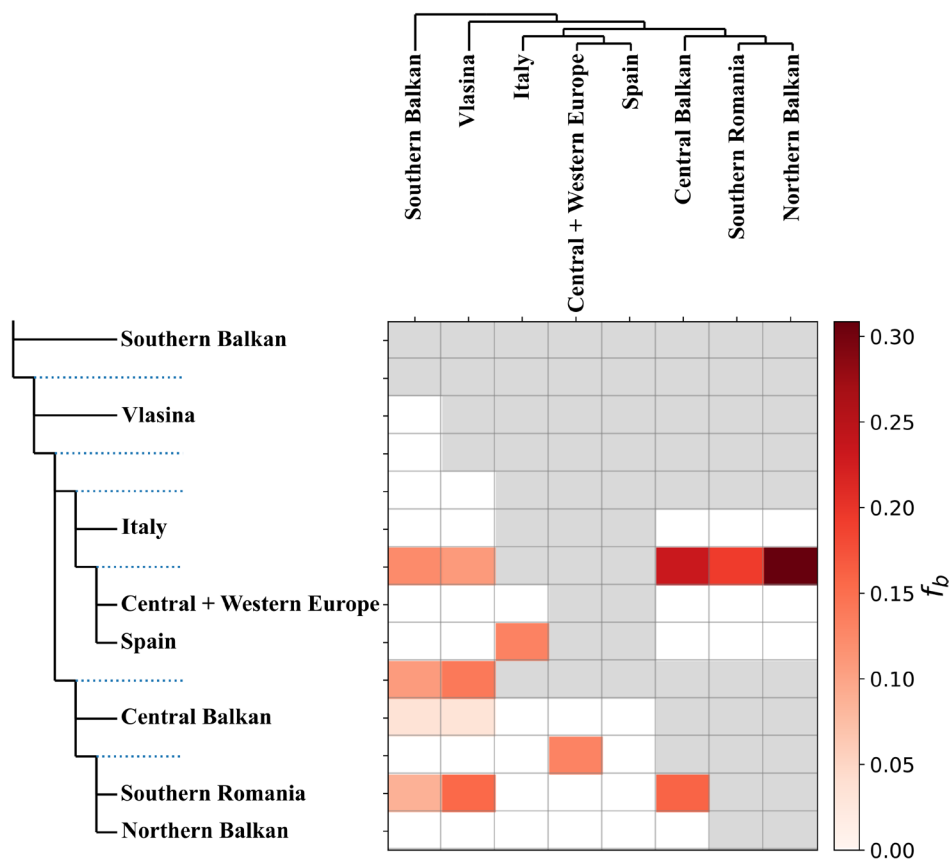 Southern Balkan
Vlasina
Italy
Central + Western Europe
Spain
Central Balkan
Southern Romania
Northern Balkan
Southern Balkan
Vlasina
Italy
Central + Western Europe
Spain
Central Balkan
Southern Romania
Northern Balkan
0.30
0.25
0.20
0.15
0.10
0.05
0.00
f_b